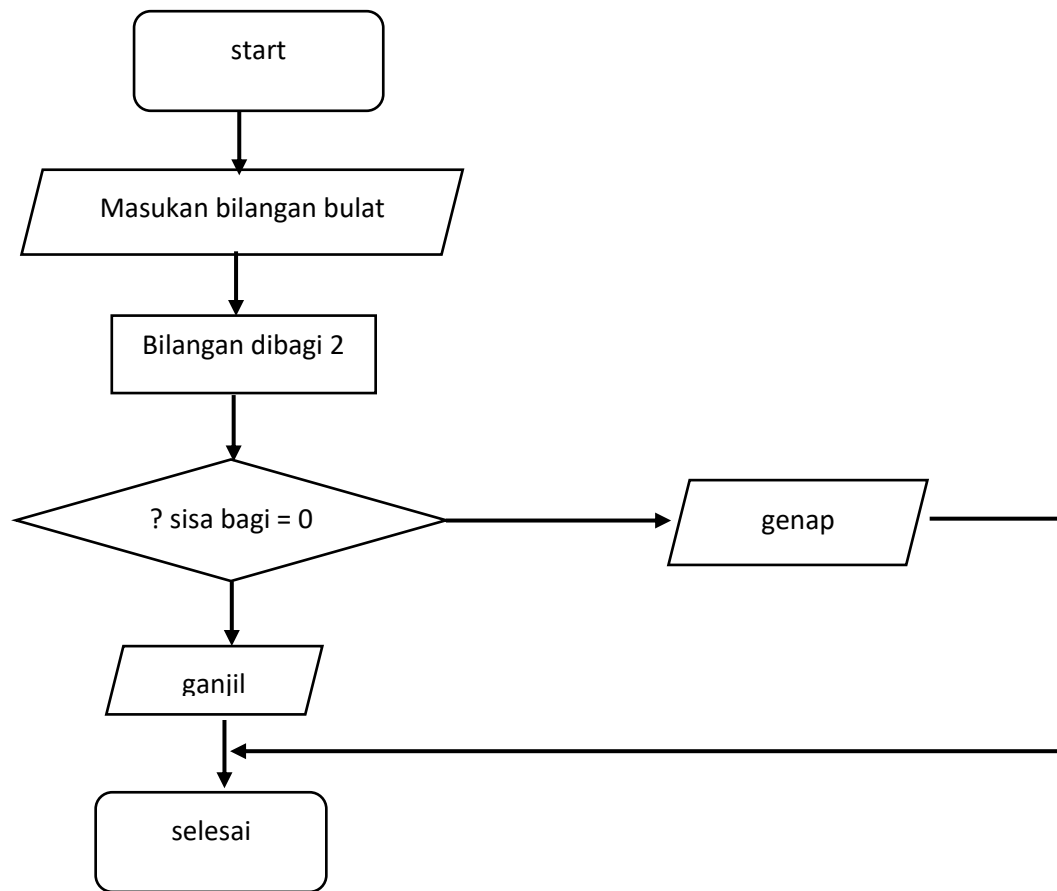 start
Masukan bilangan bulat
Bilangan dibagi 2
? sisa bagi = 0
genap
ganjil
selesai